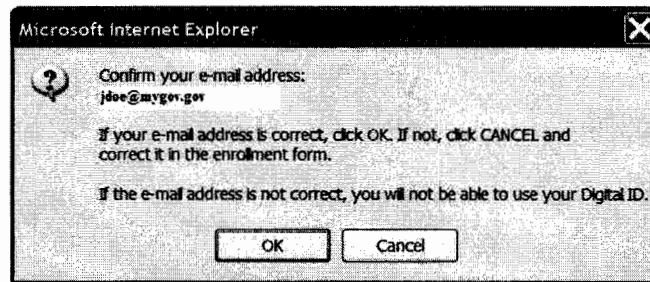 Microsoft Internet Explorer
Confirm your e-mail address:
jdoe@mygov.gov
If your e-mail address is correct, click OK. If not, click CANCEL and
correct it in the enrollment form.
If the e-mail address is not correct, you will not be able to use your Digital ID.
OK
Cancel